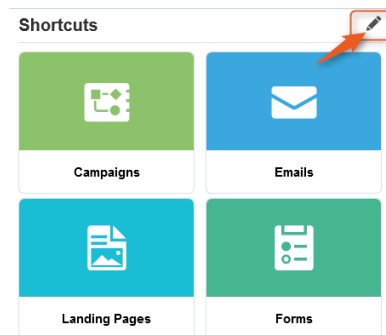 Shortcuts
Campaigns
Emails
Landing Pages
Forms